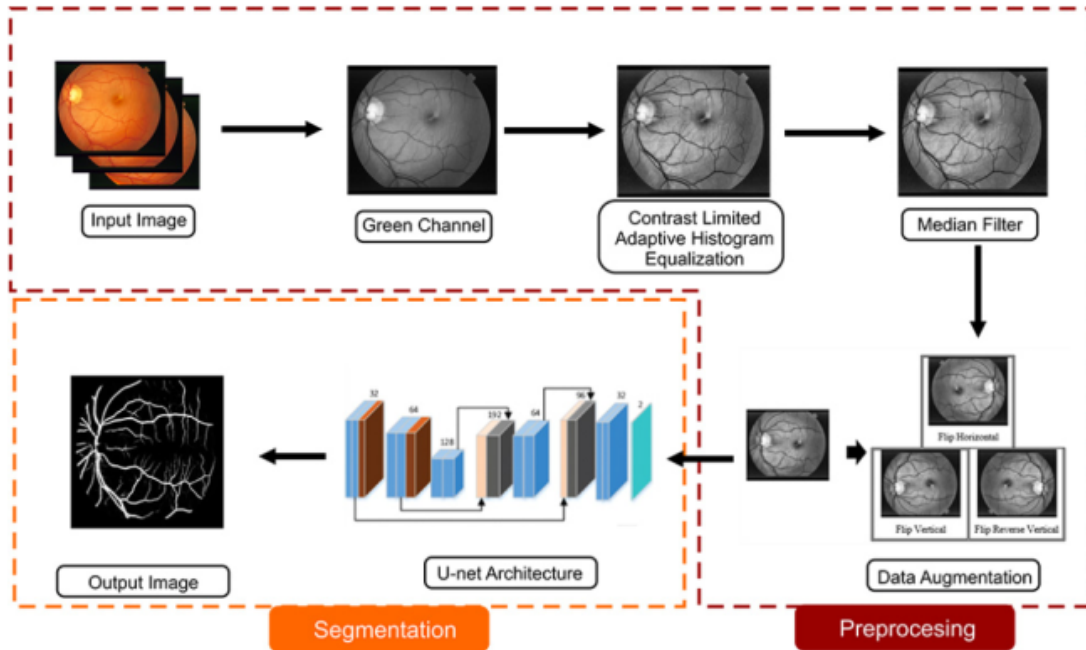 Input Image
Green Channel
Contrast Limited
Adaptive Histogram
Equalization
Median Filter
32
64
128
192
64
96
32
2
Flip Horizontal
Flip Vertical
Flip Reverse Vertical
Output Image
U-net Architecture
Data Augmentation
Segmentation
Preprocesing